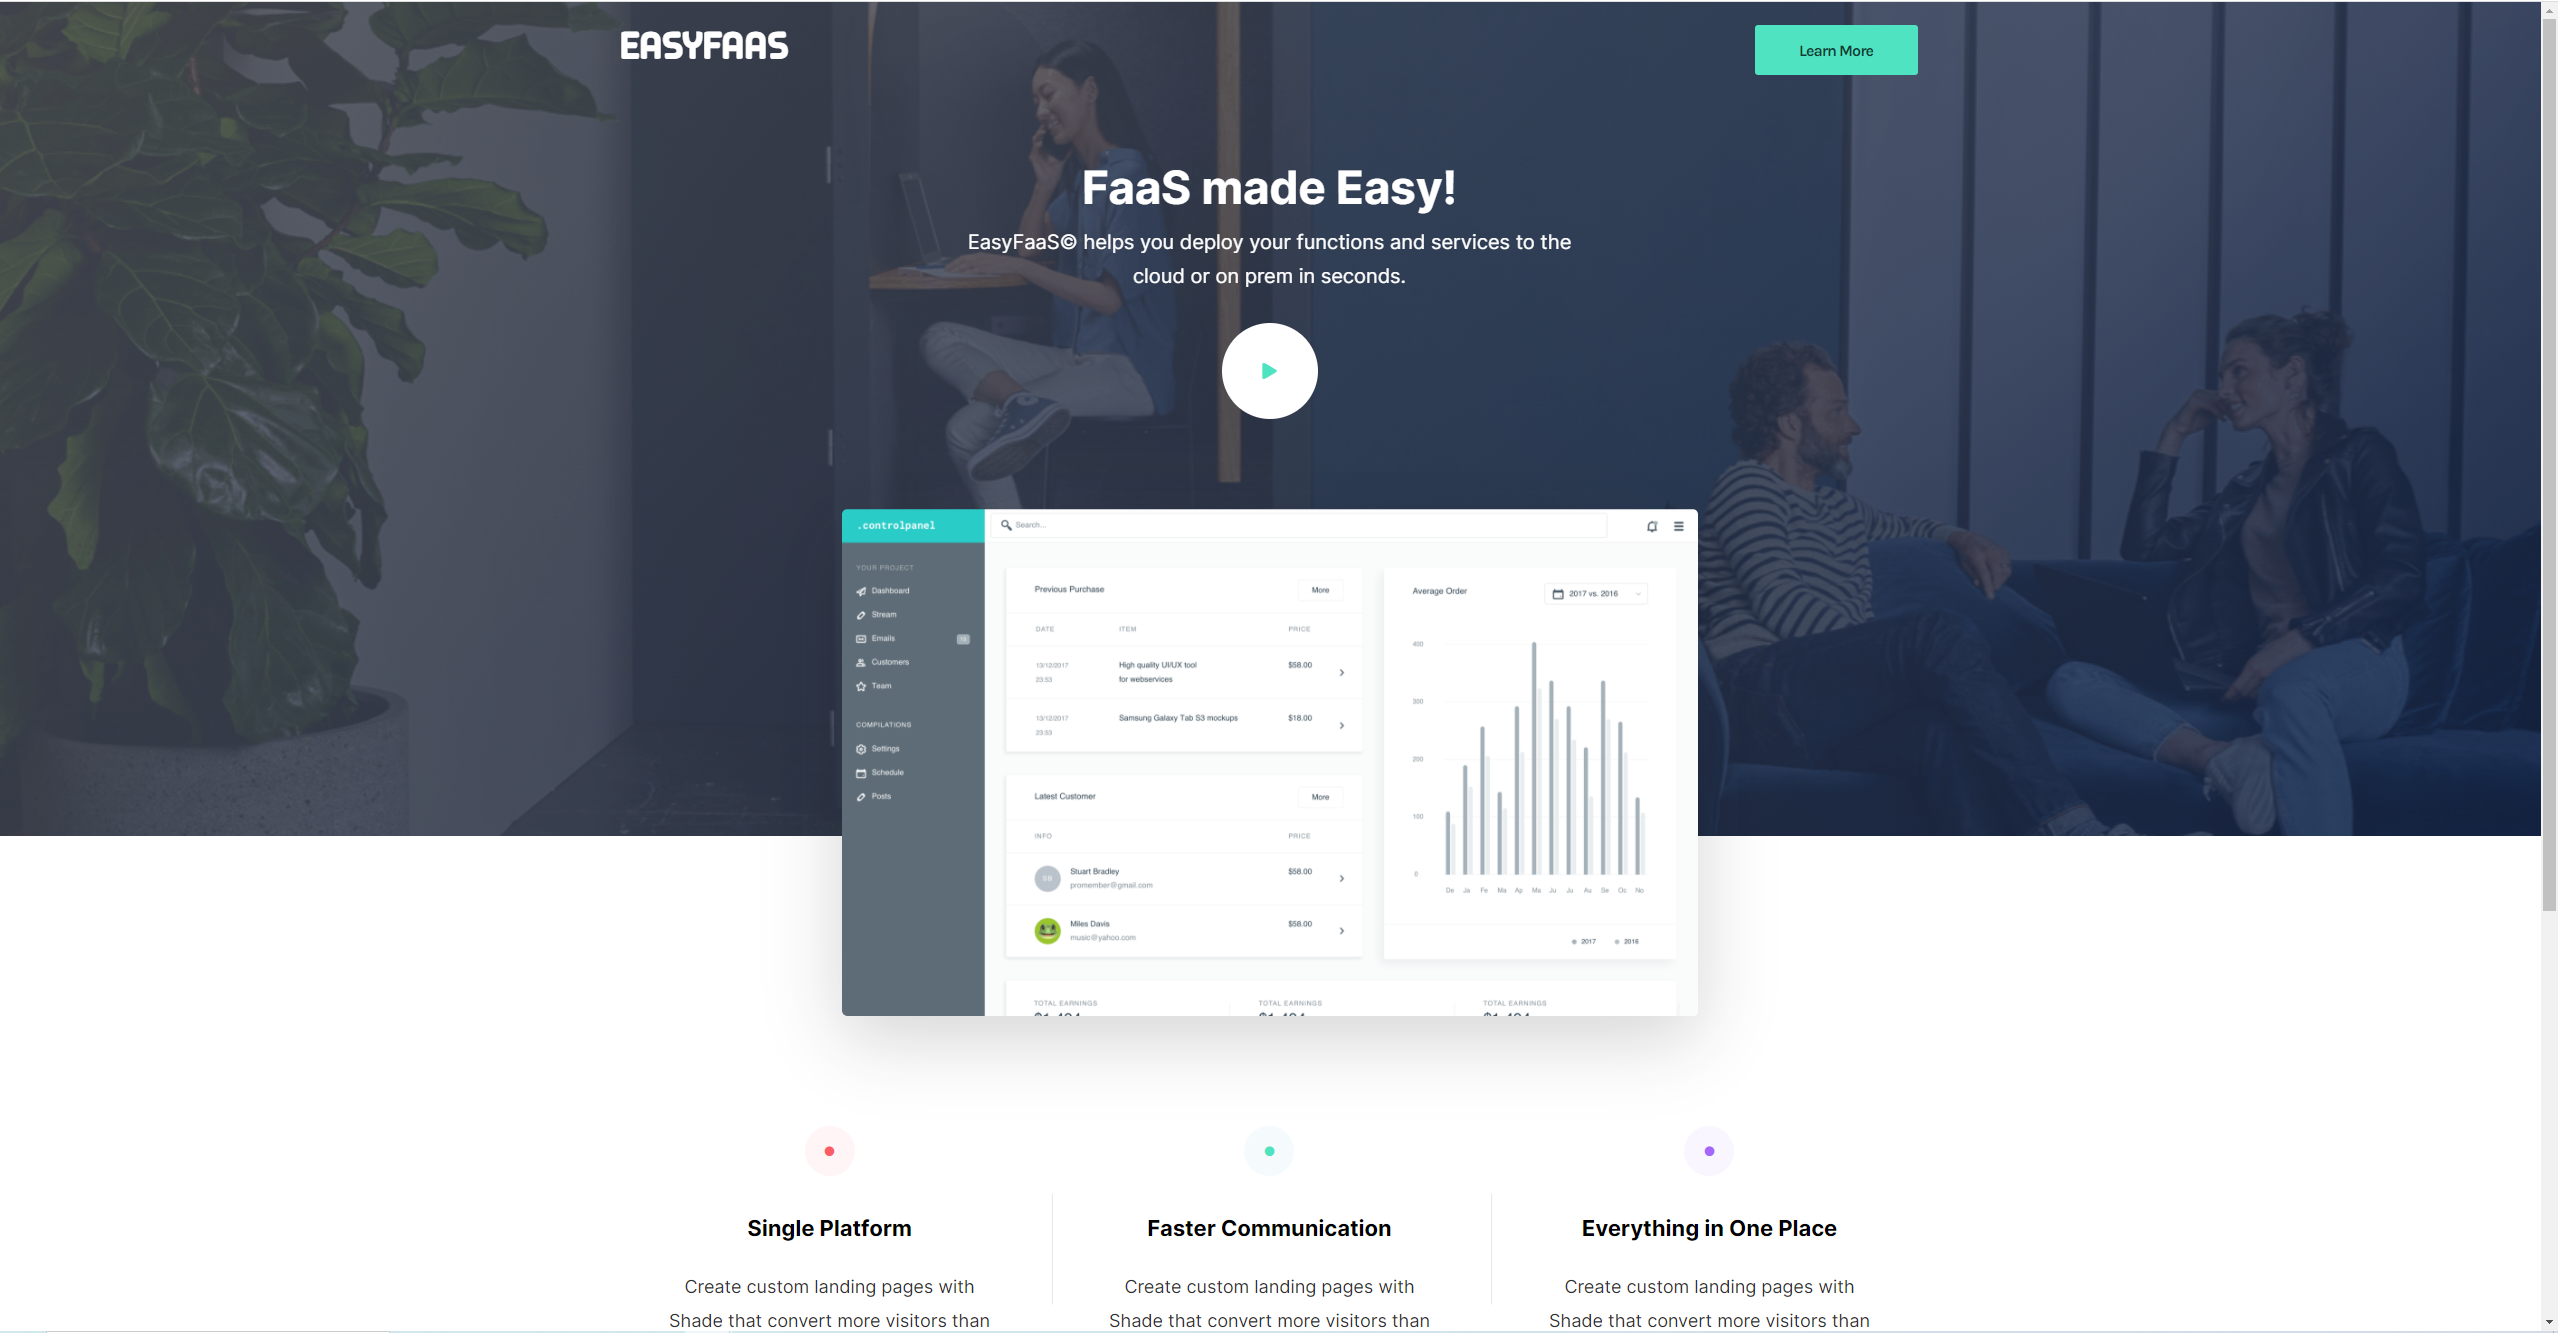 EASYFAAS
Learn More
FaaS made Easy!
EasyFaaS© helps you deploy your functions and services to the
cloud or on prem in seconds.
.controlpanel
Search...
YOUR PROJECT
Dashboard
Stream
Emails
Customers
Team
COMPILATIONS
Settings
Schedule
Posts
Previous Purchase
More
DATE ITEM PRICE
13/12/2017 High quality UI/UX tool $58.00
23:53 for webservices
13/12/2017 Samsung Galaxy Tab S3 mockups $18.00
23:53
Latest Customer
More
INFO PRICE
SB Stuart Bradley $58.00
promember@gmail.com
Miles Davis $58.00
music@yahoo.com
Average Order
2017 vs. 2016
400
300
200
100
0
De Ja Fe Ma Ap Ma Ju Ju Au Se Oc No
2017 2016
TOTAL EARNINGS TOTAL EARNINGS TOTAL EARNINGS
Single Platform
Create custom landing pages with
Shade that convert more visitors than
Faster Communication
Create custom landing pages with
Shade that convert more visitors than
Everything in One Place
Create custom landing pages with
Shade that convert more visitors than